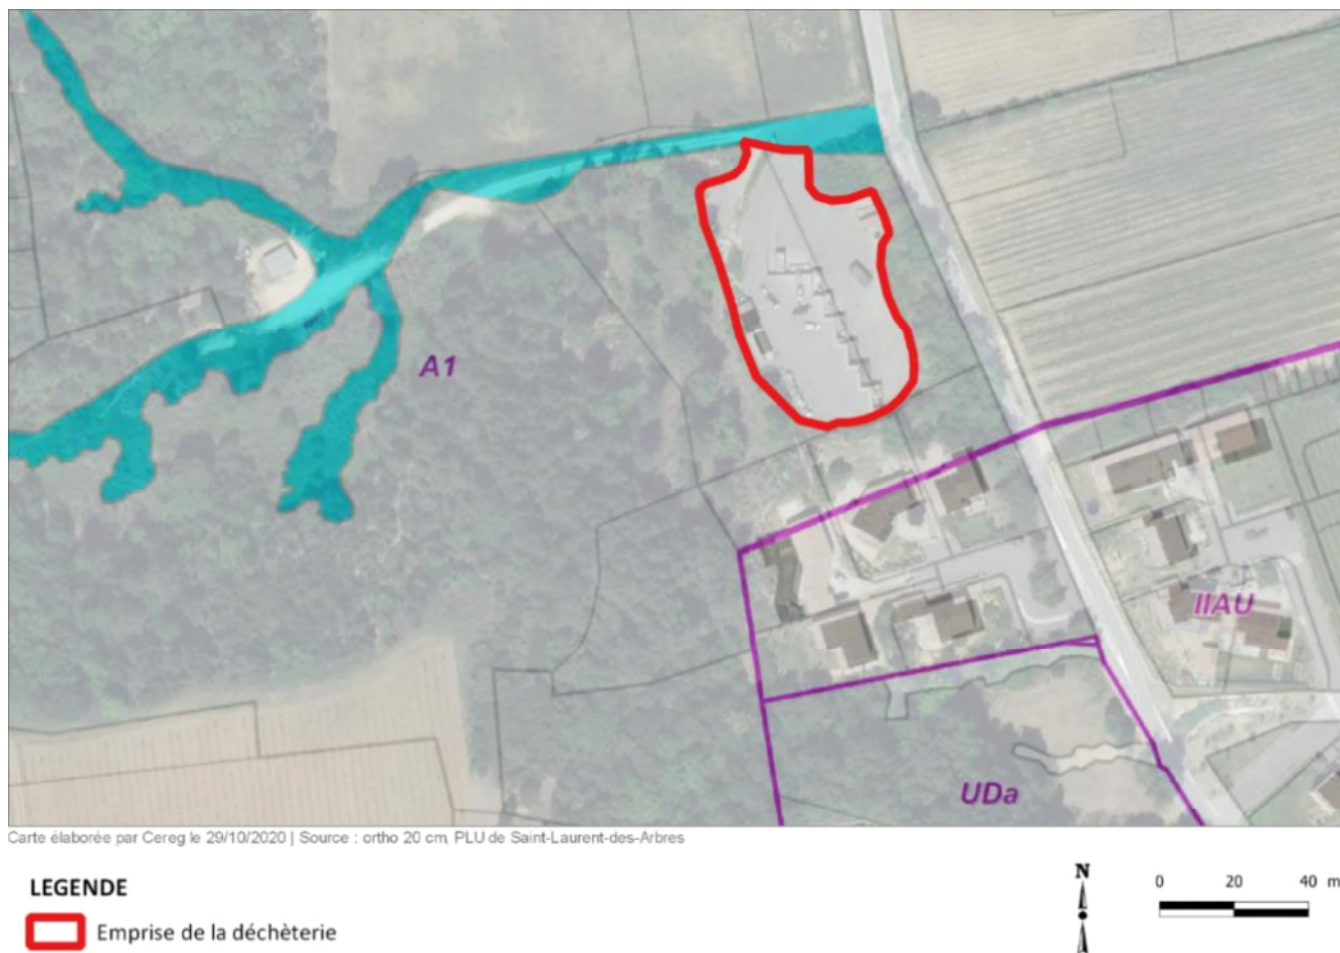 A1
IIAU
UDa
Carte élaborée par Cereg le 29/10/2020 | Source : ortho 20 cm, PLU de Saint-Laurent-des-Arbres
LEGENDE
Emprise de la déchèterie
N
0 20 40 m